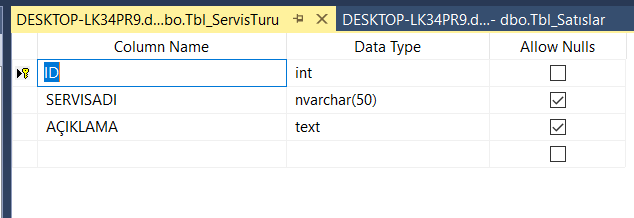 DESKTOP-LK34PR9.d...bo.Tbl_ServisTuru DESKTOP-LK34PR9.d...- dbo.Tbl_Satışlar
Column Name Data Type Allow Nulls
ID int
SERVISADI nvarchar(50)
AÇIKLAMA text